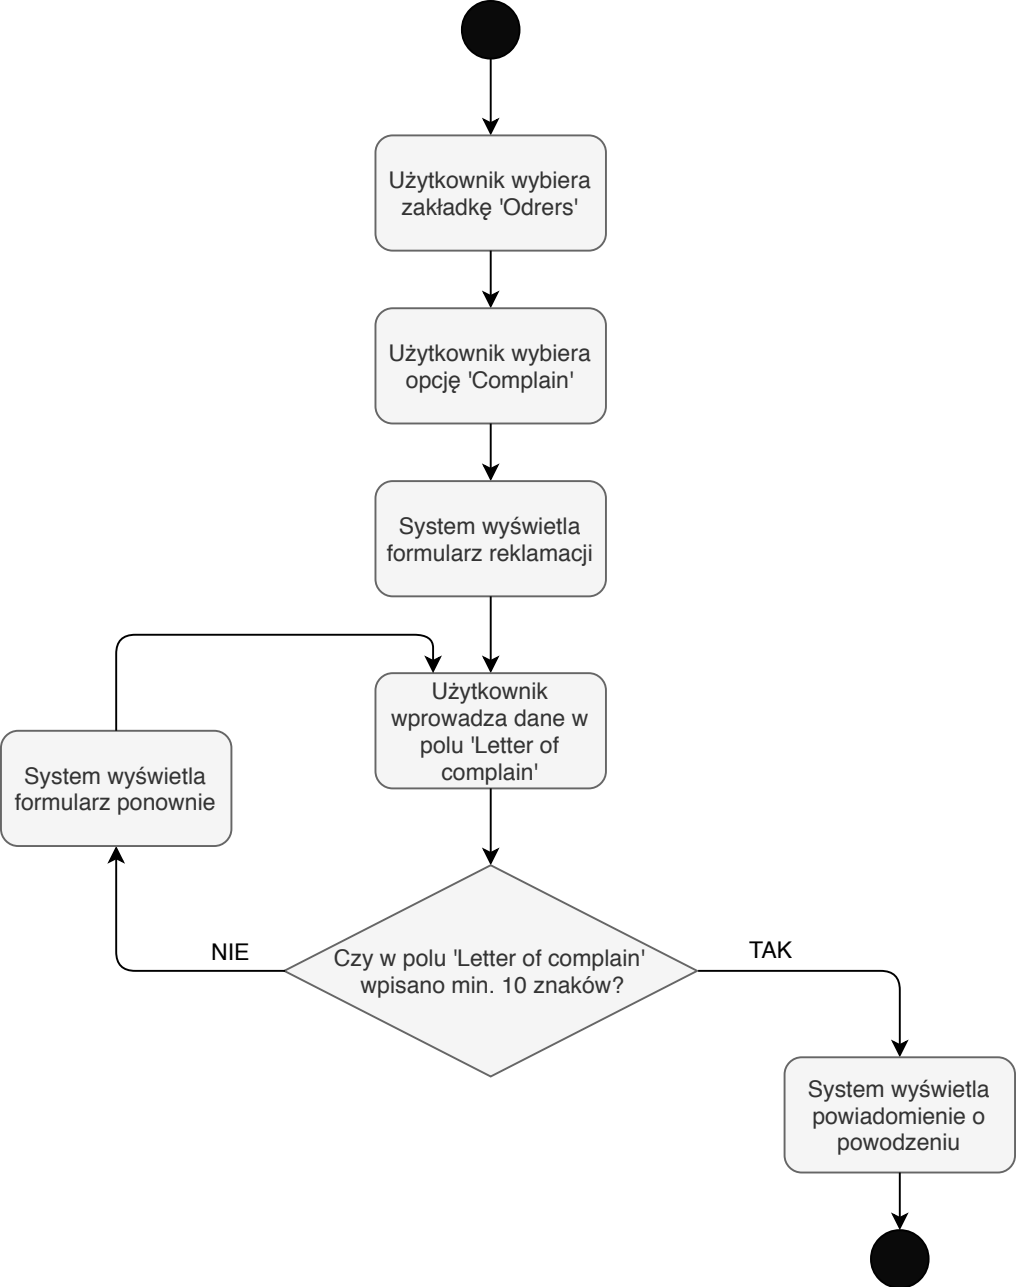 Użytkownik wybiera
zakładkę 'Odrers'
Użytkownik wybiera
opcję 'Complain'
System wyświetla
formularz reklamacji
Użytkownik
wprowadza dane w
polu 'Letter of
complain'
System wyświetla
formularz ponownie
NIE
Czy w polu 'Letter of complain'
wpisano min. 10 znaków?
TAK
System wyświetla
powiadomienie o
powodzeniu